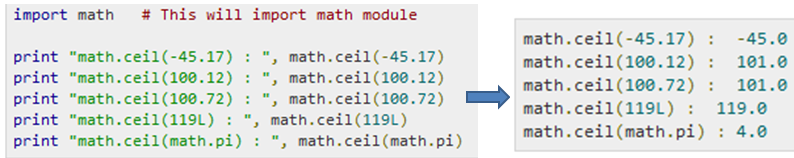 import math   # This will import math module
print "math.ceil(-45.17) : ", math.ceil(-45.17)
print "math.ceil(100.12) : ", math.ceil(100.12)
print "math.ceil(100.72) : ", math.ceil(100.72)
print "math.ceil(119L) : ", math.ceil(119L)
print "math.ceil(math.pi) : ", math.ceil(math.pi)
math.ceil(-45.17) :  -45.0
math.ceil(100.12) :  101.0
math.ceil(100.72) :  101.0
math.ceil(119L) :  119.0
math.ceil(math.pi) : 4.0